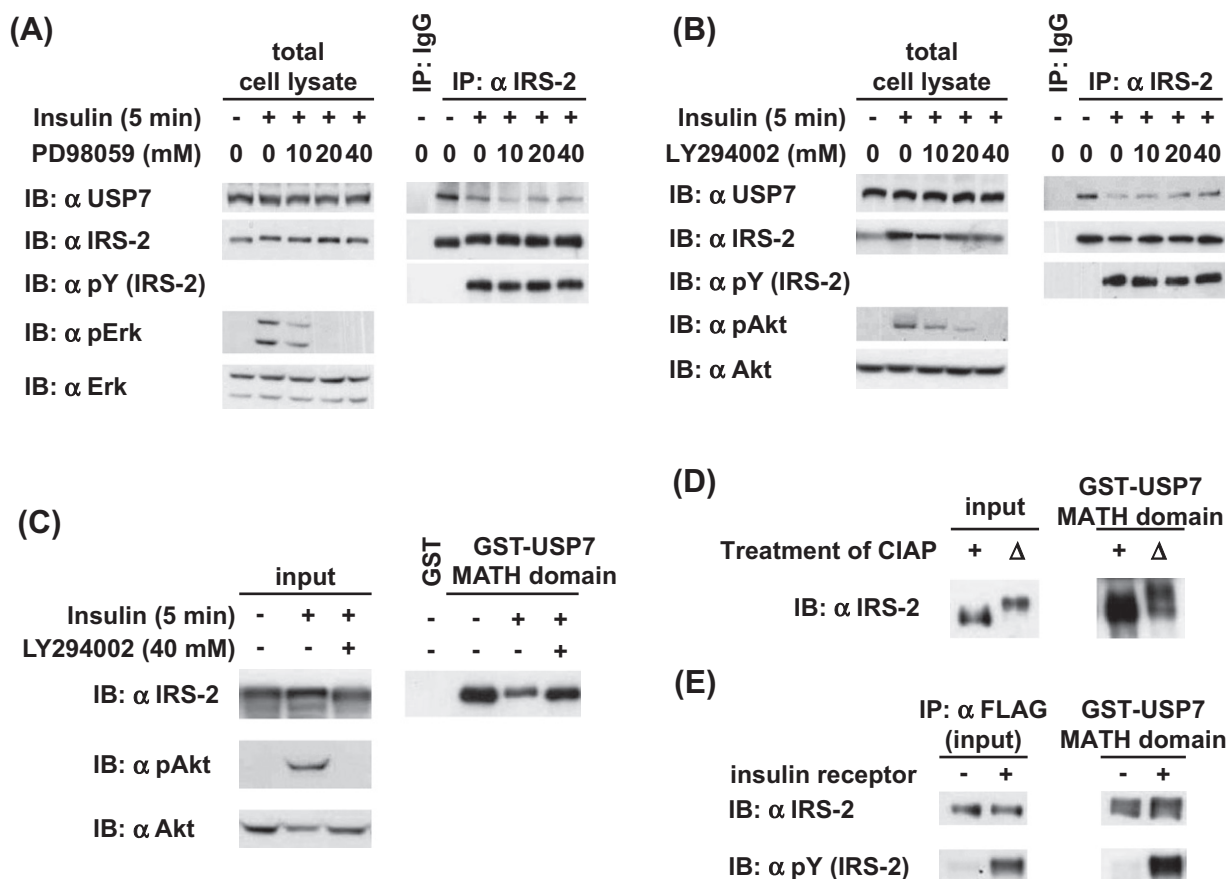 (A)
total
cell lysate
IP: IgG
IP: α IRS-2
Insulin (5 min) - + + + + - - + + + +
PD98059 (mM) 0 0 10 20 40 0 0 0 10 20 40
IB: α USP7
IB: α IRS-2
IB: α pY (IRS-2)
IB: α pErk
IB: α Erk
(B)
total
cell lysate
IP: IgG
IP: α IRS-2
Insulin (5 min) - + + + + - - + + + +
LY294002 (mM) 0 0 10 20 40 0 0 0 10 20 40
IB: α USP7
IB: α IRS-2
IB: α pY (IRS-2)
IB: α pAkt
IB: α Akt
(C)
input
GST
GST-USP7
MATH domain
Insulin (5 min) - + + - - + +
LY294002 (40 mM) - - + - - - +
IB: α IRS-2
IB: α pAkt
IB: α Akt
(D)
input
GST-USP7
MATH domain
Treatment of CIAP + Δ + Δ
IB: α IRS-2
(E)
IP: α FLAG
(input)
GST-USP7
MATH domain
insulin receptor - + - +
IB: α IRS-2
IB: α pY (IRS-2)